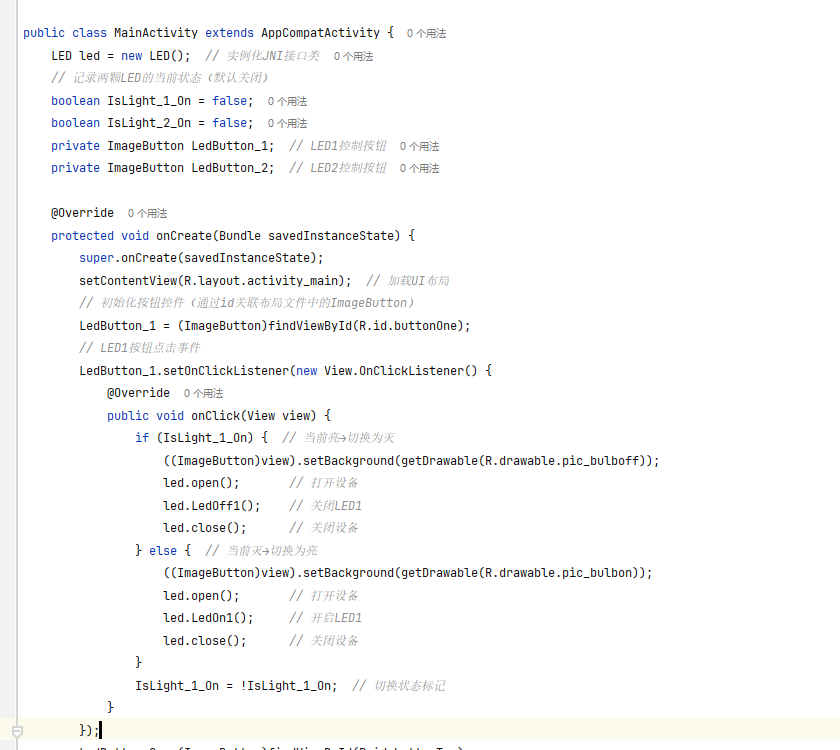 public class MainActivity extends AppCompatActivity {  0 个用法
    LED led = new LED();  // 实例化JNI接口类  0 个用法
    // 记录两颗LED的当前状态（默认关闭）
    boolean IsLight_1_On = false;  0 个用法
    boolean IsLight_2_On = false;  0 个用法
    private ImageButton LedButton_1;  // LED1控制按钮  0 个用法
    private ImageButton LedButton_2;  // LED2控制按钮  0 个用法
    @Override  0 个用法
    protected void onCreate(Bundle savedInstanceState) {
        super.onCreate(savedInstanceState);
        setContentView(R.layout.activity_main);  // 加载UI布局
        // 初始化按钮控件（通过id关联布局文件中的ImageButton）
        LedButton_1 = (ImageButton)findViewById(R.id.buttonOne);
        // LED1按钮点击事件
        LedButton_1.setOnClickListener(new View.OnClickListener() {
            @Override  0 个用法
            public void onClick(View view) {
                if (IsLight_1_On) {  // 当前亮→切换为灭
                    ((ImageButton)view).setBackground(getDrawable(R.drawable.pic_bulboff));
                    led.open();       // 打开设备
                    led.LedOff1();    // 关闭LED1
                    led.close();      // 关闭设备
                } else {  // 当前灭→切换为亮
                    ((ImageButton)view).setBackground(getDrawable(R.drawable.pic_bulbon));
                    led.open();       // 打开设备
                    led.LedOn1();     // 开启LED1
                    led.close();      // 关闭设备
                }
                IsLight_1_On = !IsLight_1_On;  // 切换状态标记
            }
        });